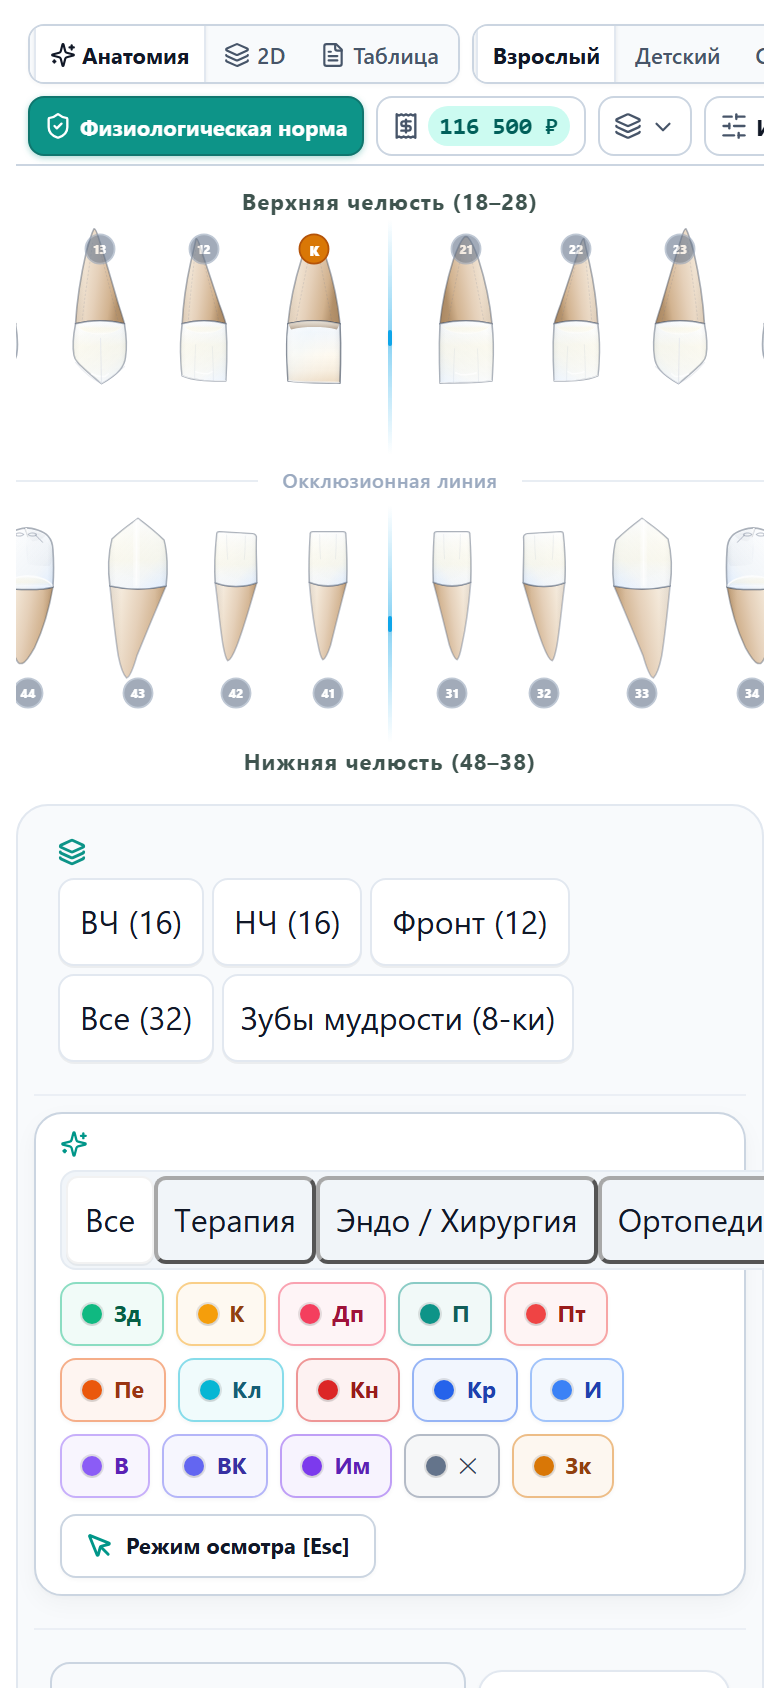 Анатомия 2D Таблица Взрослый Детский
Физиологическая норма 116 500 ₽
Верхняя челюсть (18–28)
13 12 К 21 22 23
Окклюзионная линия
44 43 42 41 31 32 33 34
Нижняя челюсть (48–38)
ВЧ (16) НЧ (16) Фронт (12)
Все (32) Зубы мудрости (8-ки)
Все Терапия Эндо / Хирургия Ортопеди
Зд К Дп П Пт
Пе Кл Кн Кр И
В ВК Им ×
Зк
Режим осмотра [Esc]